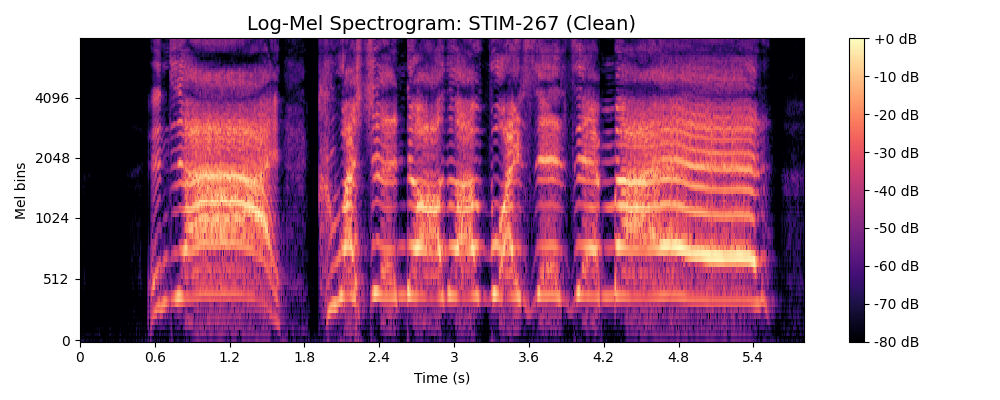 Log-Mel Spectrogram: STIM-267 (Clean)
Mel bins
4096
2048
1024
512
0
0 0.6 1.2 1.8 2.4 3 3.6 4.2 4.8 5.4
Time (s)
+0 dB
-10 dB
-20 dB
-30 dB
-40 dB
-50 dB
-60 dB
-70 dB
-80 dB